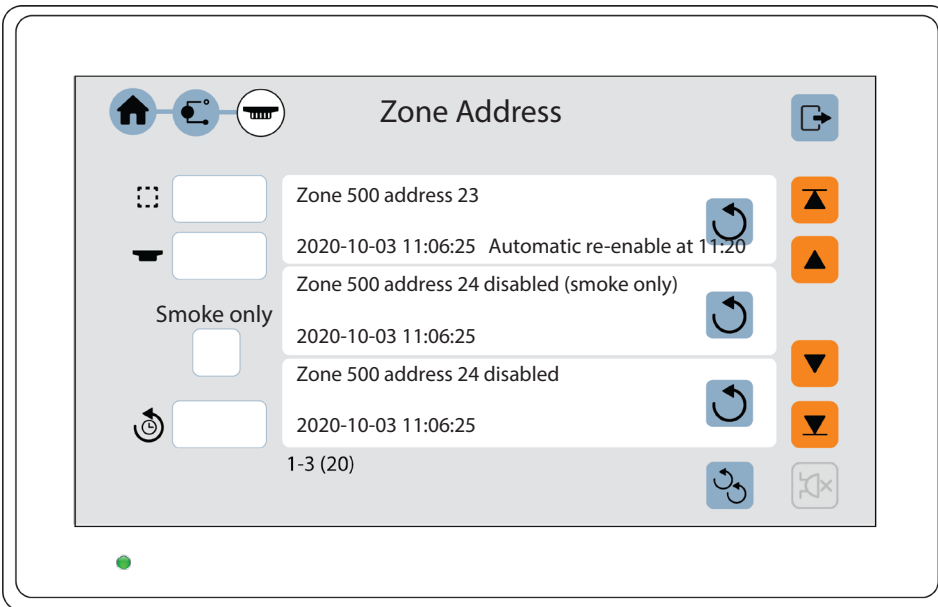 Zone Address
Zone 500 address 23
2020-10-03 11:06:25 Automatic re-enable at 11:20
Zone 500 address 24 disabled (smoke only)
Smoke only
2020-10-03 11:06:25
Zone 500 address 24 disabled
2020-10-03 11:06:25
1-3 (20)